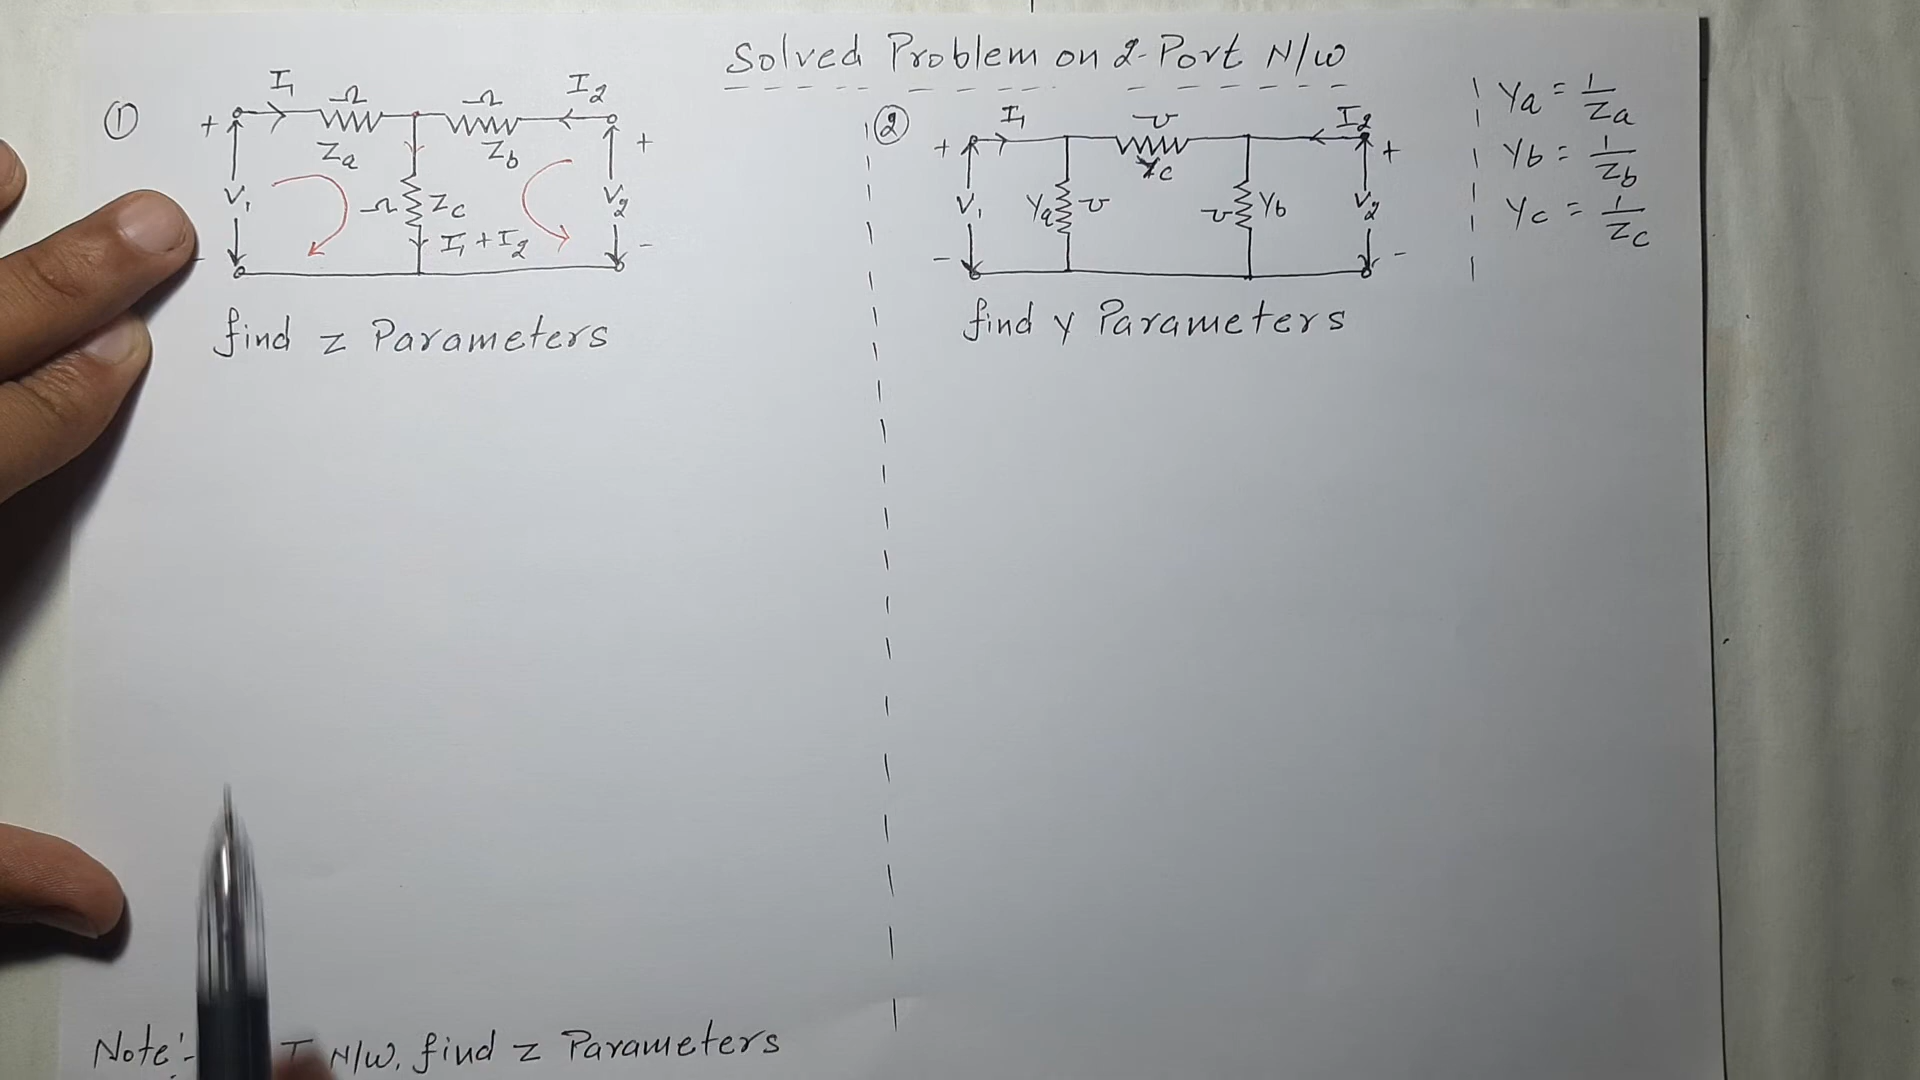 Solved Problem on 2-Port N/W
①
I₁
Ω
Ω
I₂
+
Za
Zb
+
V₁
Ω
Zc
V₂
I₁+I₂
-
-
find z Parameters
②
I₁
℧
I₂
+
Yc
+
V₁
Ya
℧
℧
Yb
V₂
-
-
find y Parameters
Ya = 1/Za
Yb = 1/Zb
Yc = 1/Zc
Note:- T N/W, find z Parameters